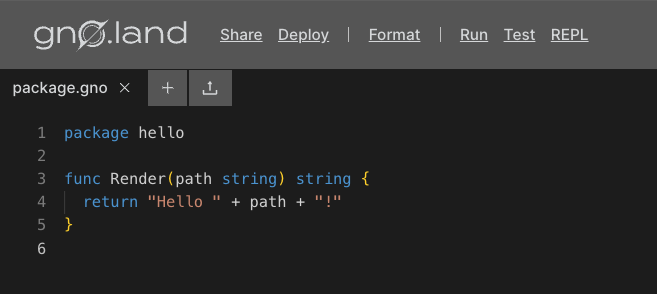 gno.land Share Deploy | Format | Run Test REPL
package.gno × +
1 package hello
2
3 func Render(path string) string {
4   return "Hello " + path + "!"
5 }
6